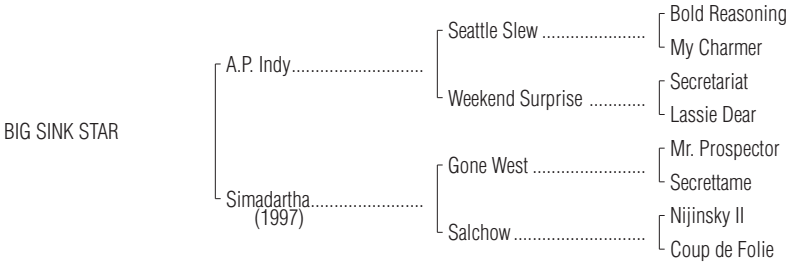 Bold Reasoning
Seattle Slew ......................
My Charmer
A.P. Indy............................
Secretariat
Weekend Surprise ............
Lassie Dear
BIG SINK STAR
Mr. Prospector
Gone West ........................
Secrettame
Simadartha........................
(1997)
Nijinsky II
Salchow............................
Coup de Folie